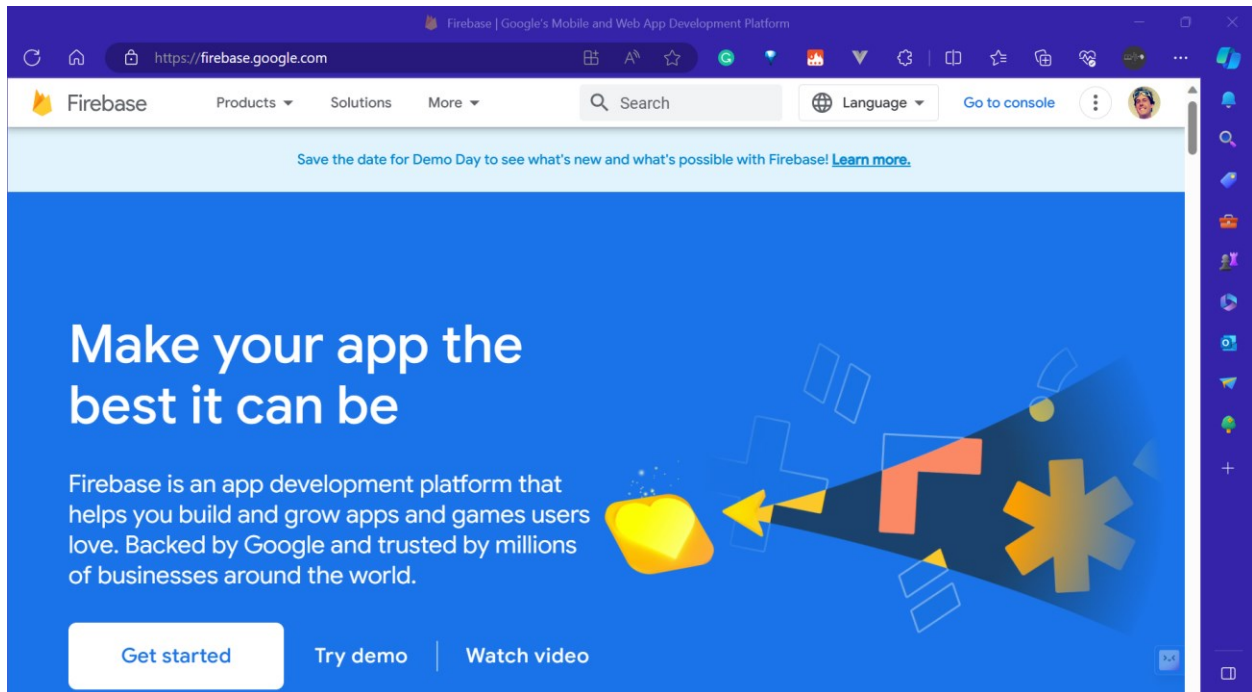 Firebase | Google's Mobile and Web App Development Platform
https://firebase.google.com
Firebase Products Solutions More Search Language Go to console
Save the date for Demo Day to see what's new and what's possible with Firebase! Learn more.
Make your app the
best it can be
Firebase is an app development platform that
helps you build and grow apps and games users
love. Backed by Google and trusted by millions
of businesses around the world.
Get started Try demo Watch video